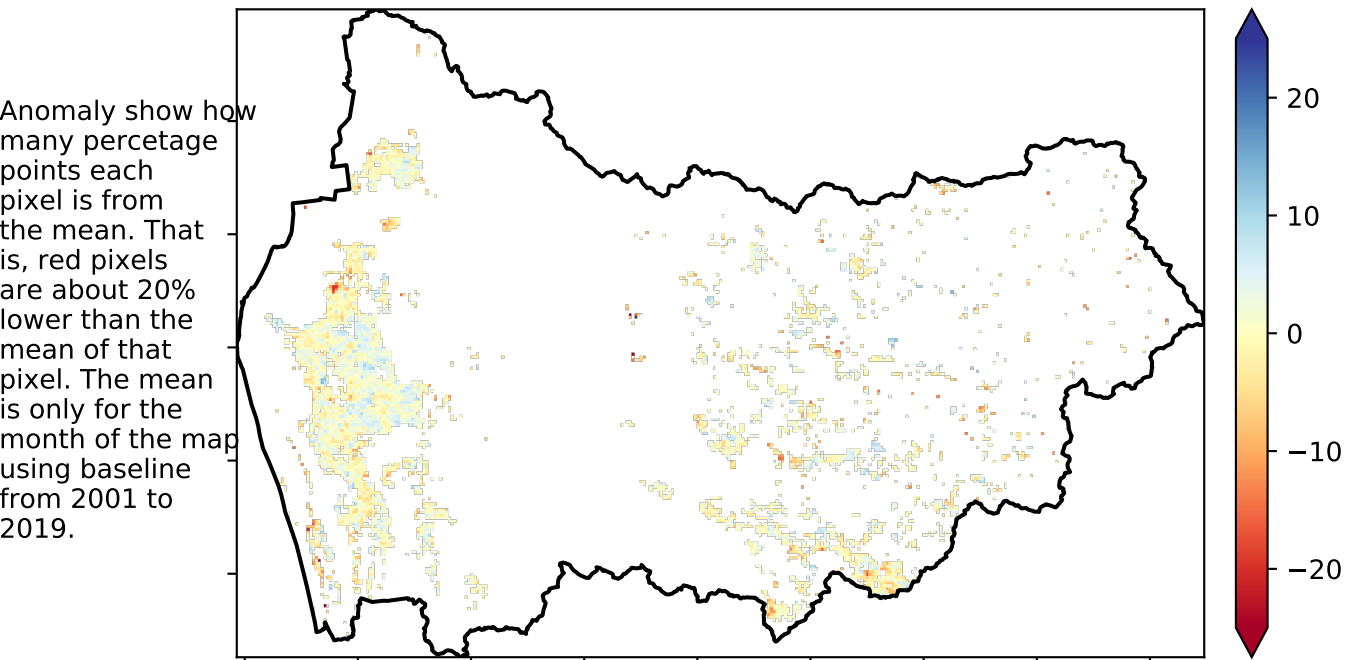 Anomaly show how
many percetage
points each
pixel is from
the mean. That
is, red pixels
are about 20%
lower than the
mean of that
pixel. The mean
is only for the
month of the map
using baseline
from 2001 to
2019.
20
10
0
−10
−20